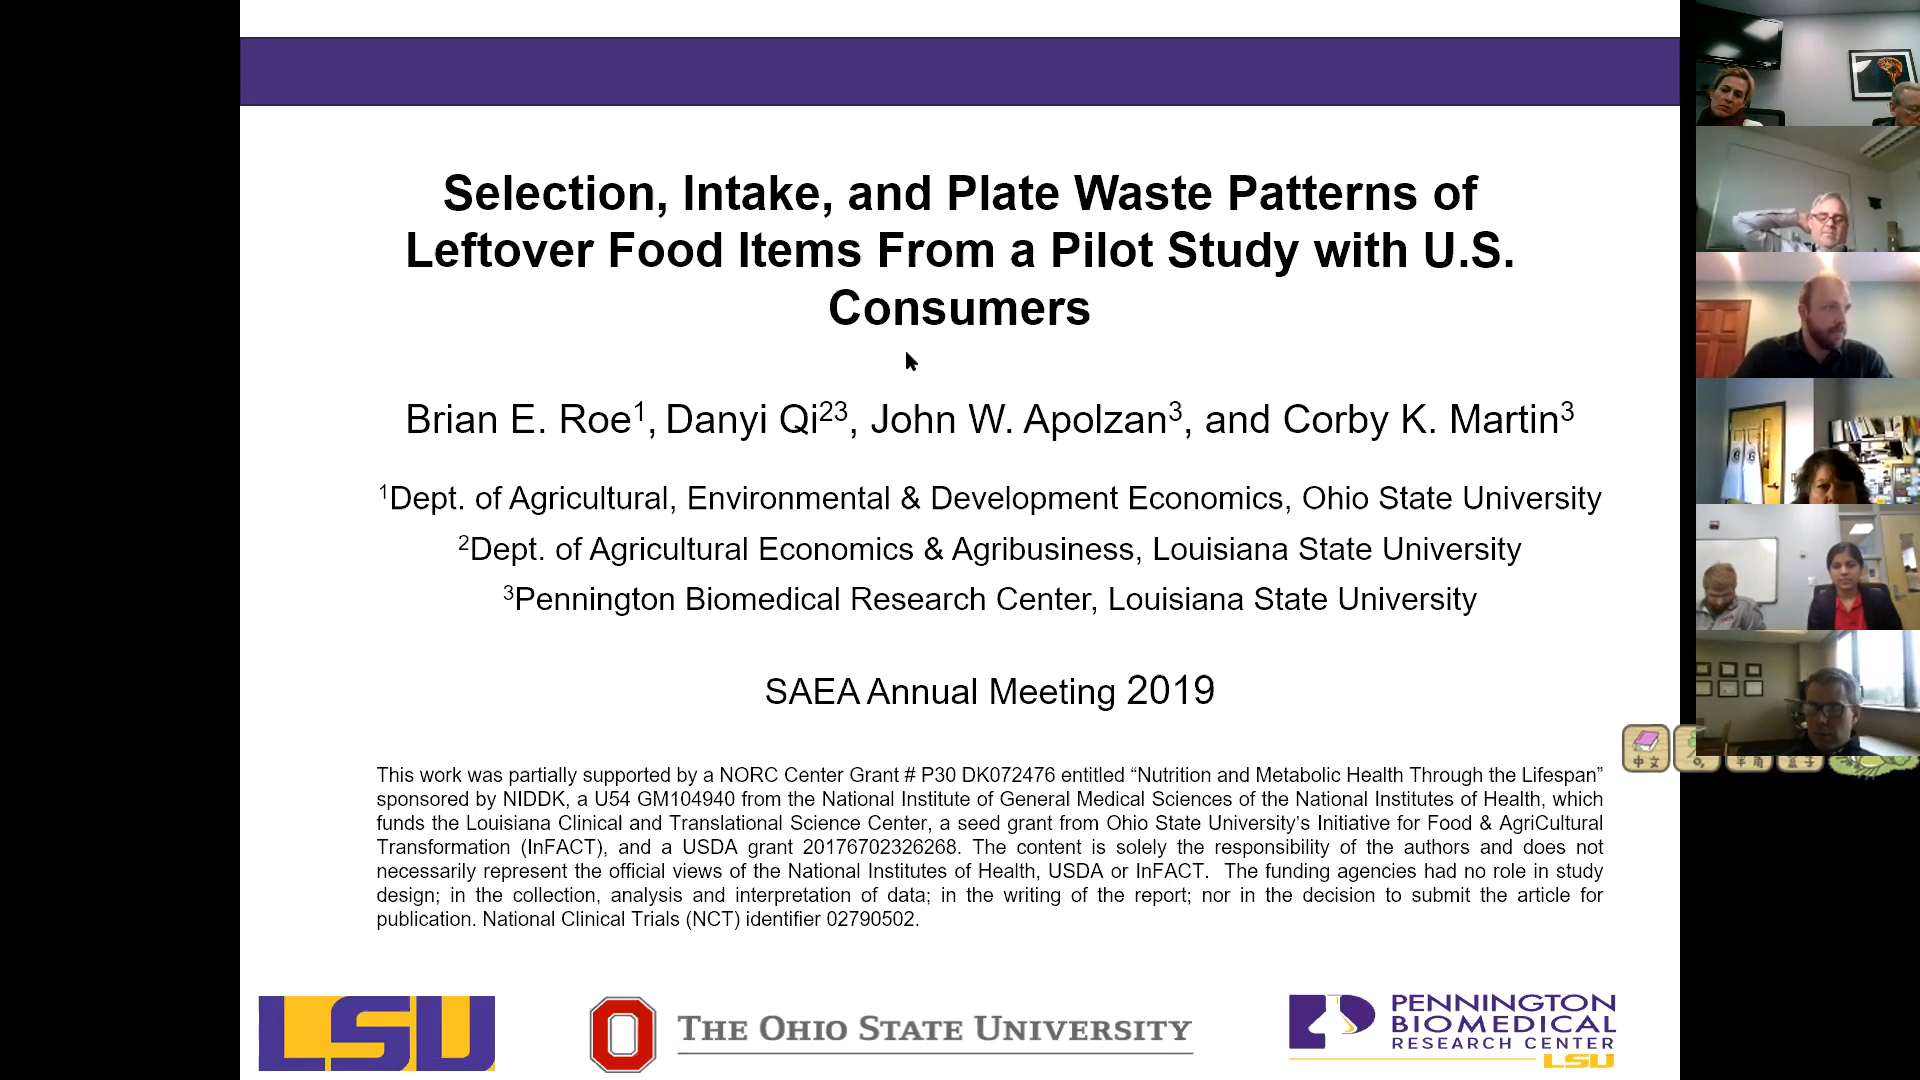 Selection, Intake, and Plate Waste Patterns of
Leftover Food Items From a Pilot Study with U.S.
Consumers
Brian E. Roe¹, Danyi Qi²³, John W. Apolzan³, and Corby K. Martin³
¹Dept. of Agricultural, Environmental & Development Economics, Ohio State University
²Dept. of Agricultural Economics & Agribusiness, Louisiana State University
³Pennington Biomedical Research Center, Louisiana State University
SAEA Annual Meeting 2019
This work was partially supported by a NORC Center Grant # P30 DK072476 entitled “Nutrition and Metabolic Health Through the Lifespan”
sponsored by NIDDK, a U54 GM104940 from the National Institute of General Medical Sciences of the National Institutes of Health, which
funds the Louisiana Clinical and Translational Science Center, a seed grant from Ohio State University’s Initiative for Food & AgriCultural
Transformation (InFACT), and a USDA grant 20176702326268. The content is solely the responsibility of the authors and does not
necessarily represent the official views of the National Institutes of Health, USDA or InFACT. The funding agencies had no role in study
design; in the collection, analysis and interpretation of data; in the writing of the report; nor in the decision to submit the article for
publication. National Clinical Trials (NCT) identifier 02790502.
中文
LSU
THE OHIO STATE UNIVERSITY
PENNINGTON
BIOMEDICAL
RESEARCH CENTER
LSU